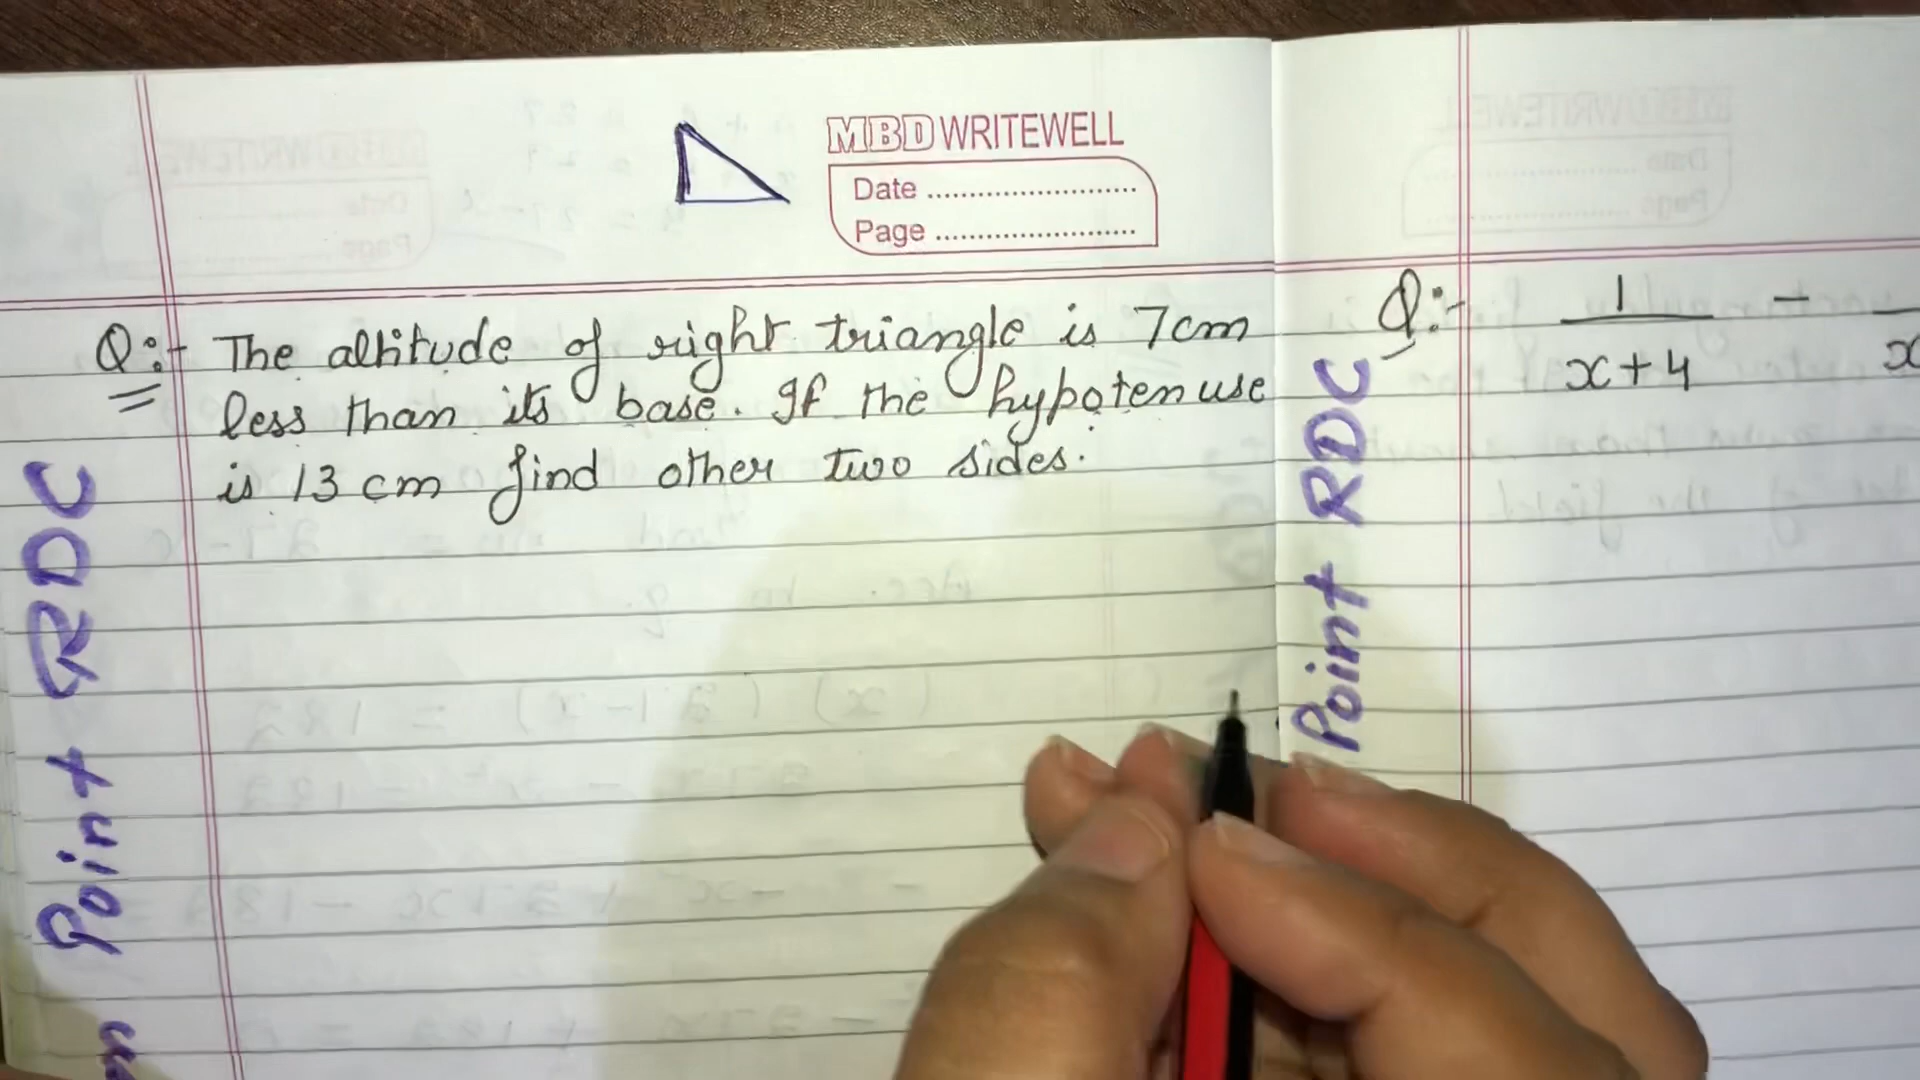 MBD WRITEWELL
Date ........................
Page .......................
Q:- The altitude of right triangle is 7cm
less than its base. If the hypotenuse
is 13 cm find other two sides.
Point RDC
Q:- 1 -
x+4 x
Point RDC